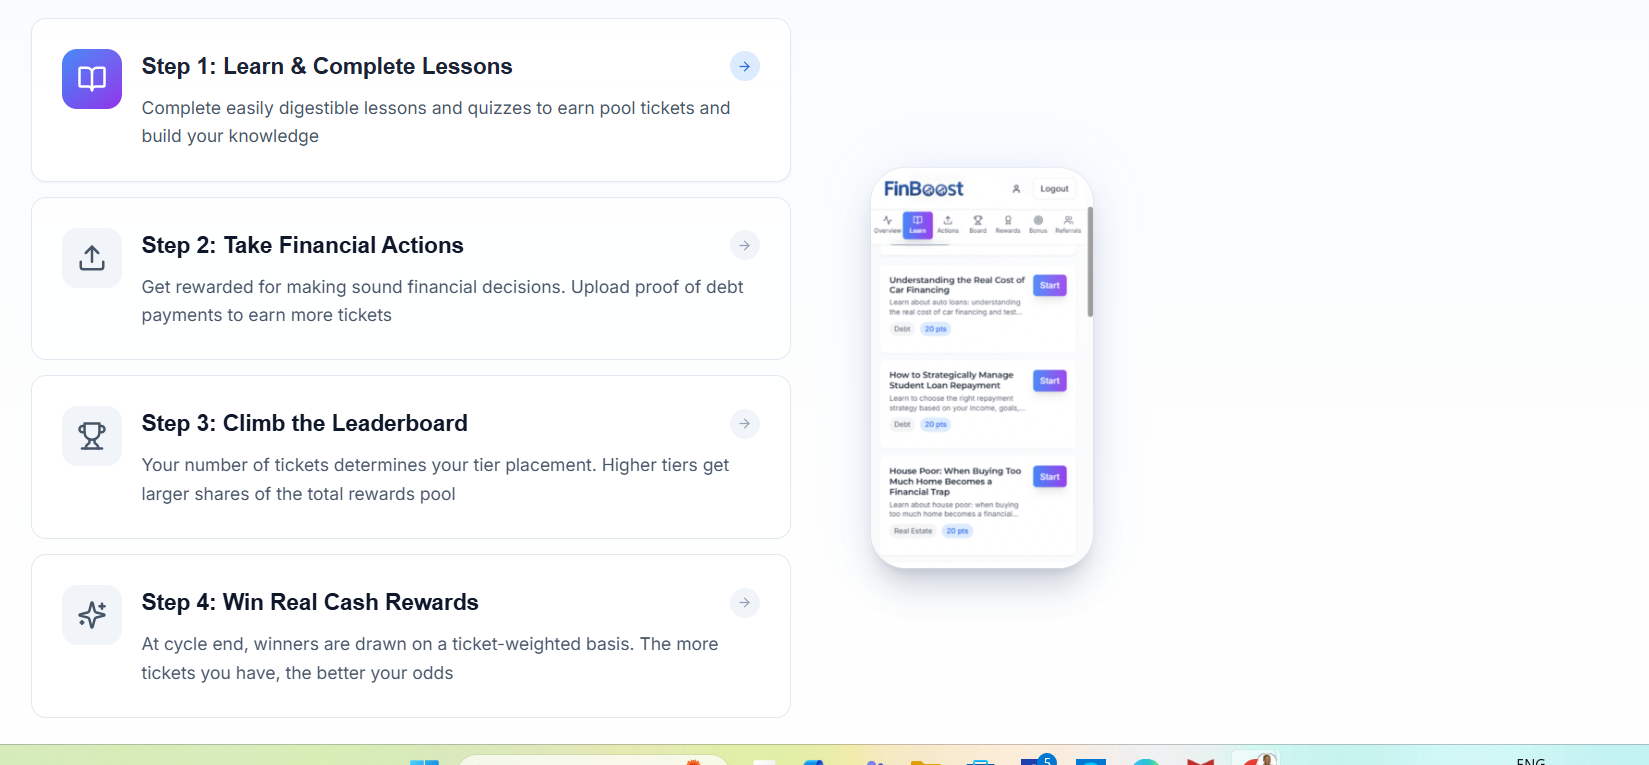 Step 1: Learn & Complete Lessons
Complete easily digestible lessons and quizzes to earn pool tickets and
build your knowledge
Step 2: Take Financial Actions
Get rewarded for making sound financial decisions. Upload proof of debt
payments to earn more tickets
Step 3: Climb the Leaderboard
Your number of tickets determines your tier placement. Higher tiers get
larger shares of the total rewards pool
Step 4: Win Real Cash Rewards
At cycle end, winners are drawn on a ticket-weighted basis. The more
tickets you have, the better your odds
FinBoost
Logout
Overview Learn Actions Board Rewards Bonus Referrals
Understanding the Real Cost of
Car Financing
Start
Learn about auto loans: understanding
the real cost of car financing and test...
Debt 20 pts
How to Strategically Manage
Student Loan Repayment
Start
Learn to choose the right repayment
strategy based on your income, goals,...
Debt 20 pts
House Poor: When Buying Too
Much Home Becomes a
Financial Trap
Start
Learn about house poor: when buying
too much home becomes a financial...
Real Estate 20 pts
5
ENG